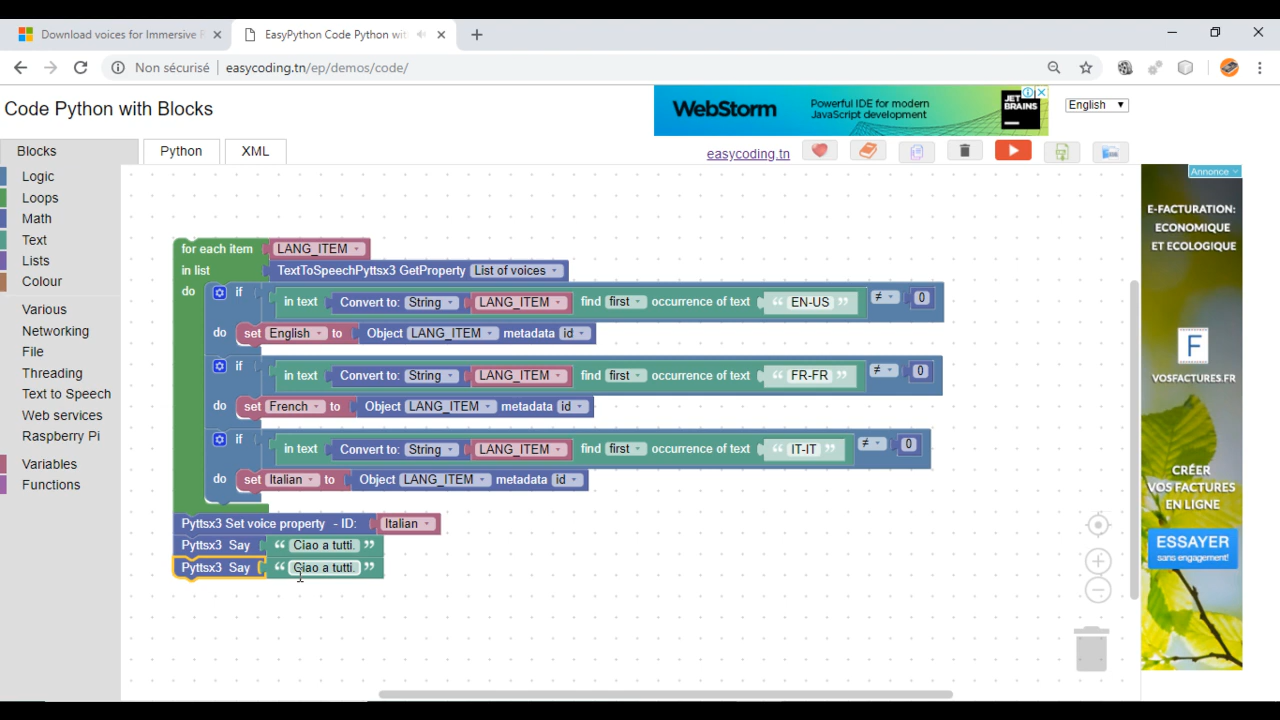 Download voices for Immersive R
EasyPython Code Python with
Non sécurisé
easycoding.tn/ep/demos/code/
Code Python with Blocks
WebStorm
Powerful IDE for modern
JavaScript development
JET
BRAINS
English
Blocks
Python
XML
easycoding.tn
Annonce
Logic
Loops
Math
Text
Lists
Colour
Various
Networking
File
Threading
Text to Speech
Web services
Raspberry Pi
Variables
Functions
for each item LANG_ITEM
in list TextToSpeechPyttsx3 GetProperty List of voices
do if in text Convert to: String LANG_ITEM find first occurrence of text “ EN-US ” ≠ 0
do set English to Object LANG_ITEM metadata id
if in text Convert to: String LANG_ITEM find first occurrence of text “ FR-FR ” ≠ 0
do set French to Object LANG_ITEM metadata id
if in text Convert to: String LANG_ITEM find first occurrence of text “ IT-IT ” ≠ 0
do set Italian to Object LANG_ITEM metadata id
Pyttsx3 Set voice property - ID: Italian
Pyttsx3 Say “ Ciao a tutti. ”
Pyttsx3 Say “ Ciao a tutti. ”
E-FACTURATION:
ECONOMIQUE
ET ECOLOGIQUE
F
VOSFACTURES.FR
CRÉER
VOS FACTURES
EN LIGNE
ESSAYER
sans engagement!